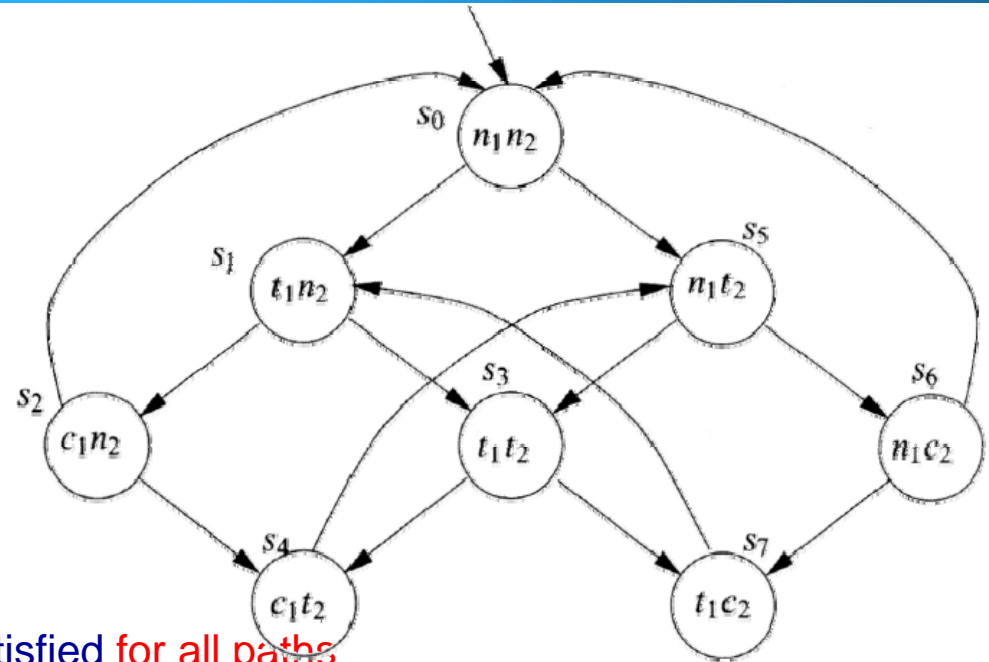 s₀
n₁n₂
s₁
t₁n₂
s₅
n₁t₂
s₂
c₁n₂
s₃
t₁t₂
s₆
n₁c₂
s₄
c₁t₂
s₇
t₁c₂
tisfied for all paths